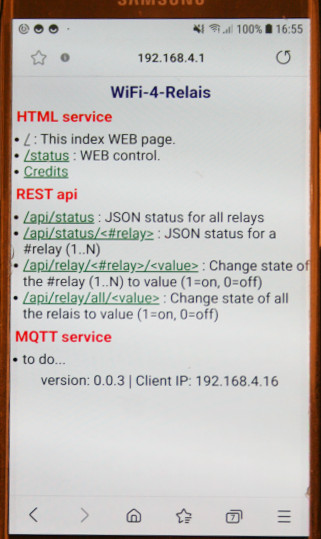 SAMSUNG
100% 16:55
192.168.4.1
WiFi-4-Relais
HTML service
• / : This index WEB page.
• /status : WEB control.
• Credits
REST api
• /api/status : JSON status for all relays
• /api/status/<#relay> : JSON status for a
#relay (1..N)
• /api/relay/<#relay>/<value> : Change state of
the #relay (1..N) to value (1=on, 0=off)
• /api/relay/all/<value> : Change state of all
the relais to value (1=on, 0=off)
MQTT service
• to do...
version: 0.0.3 | Client IP: 192.168.4.16
7